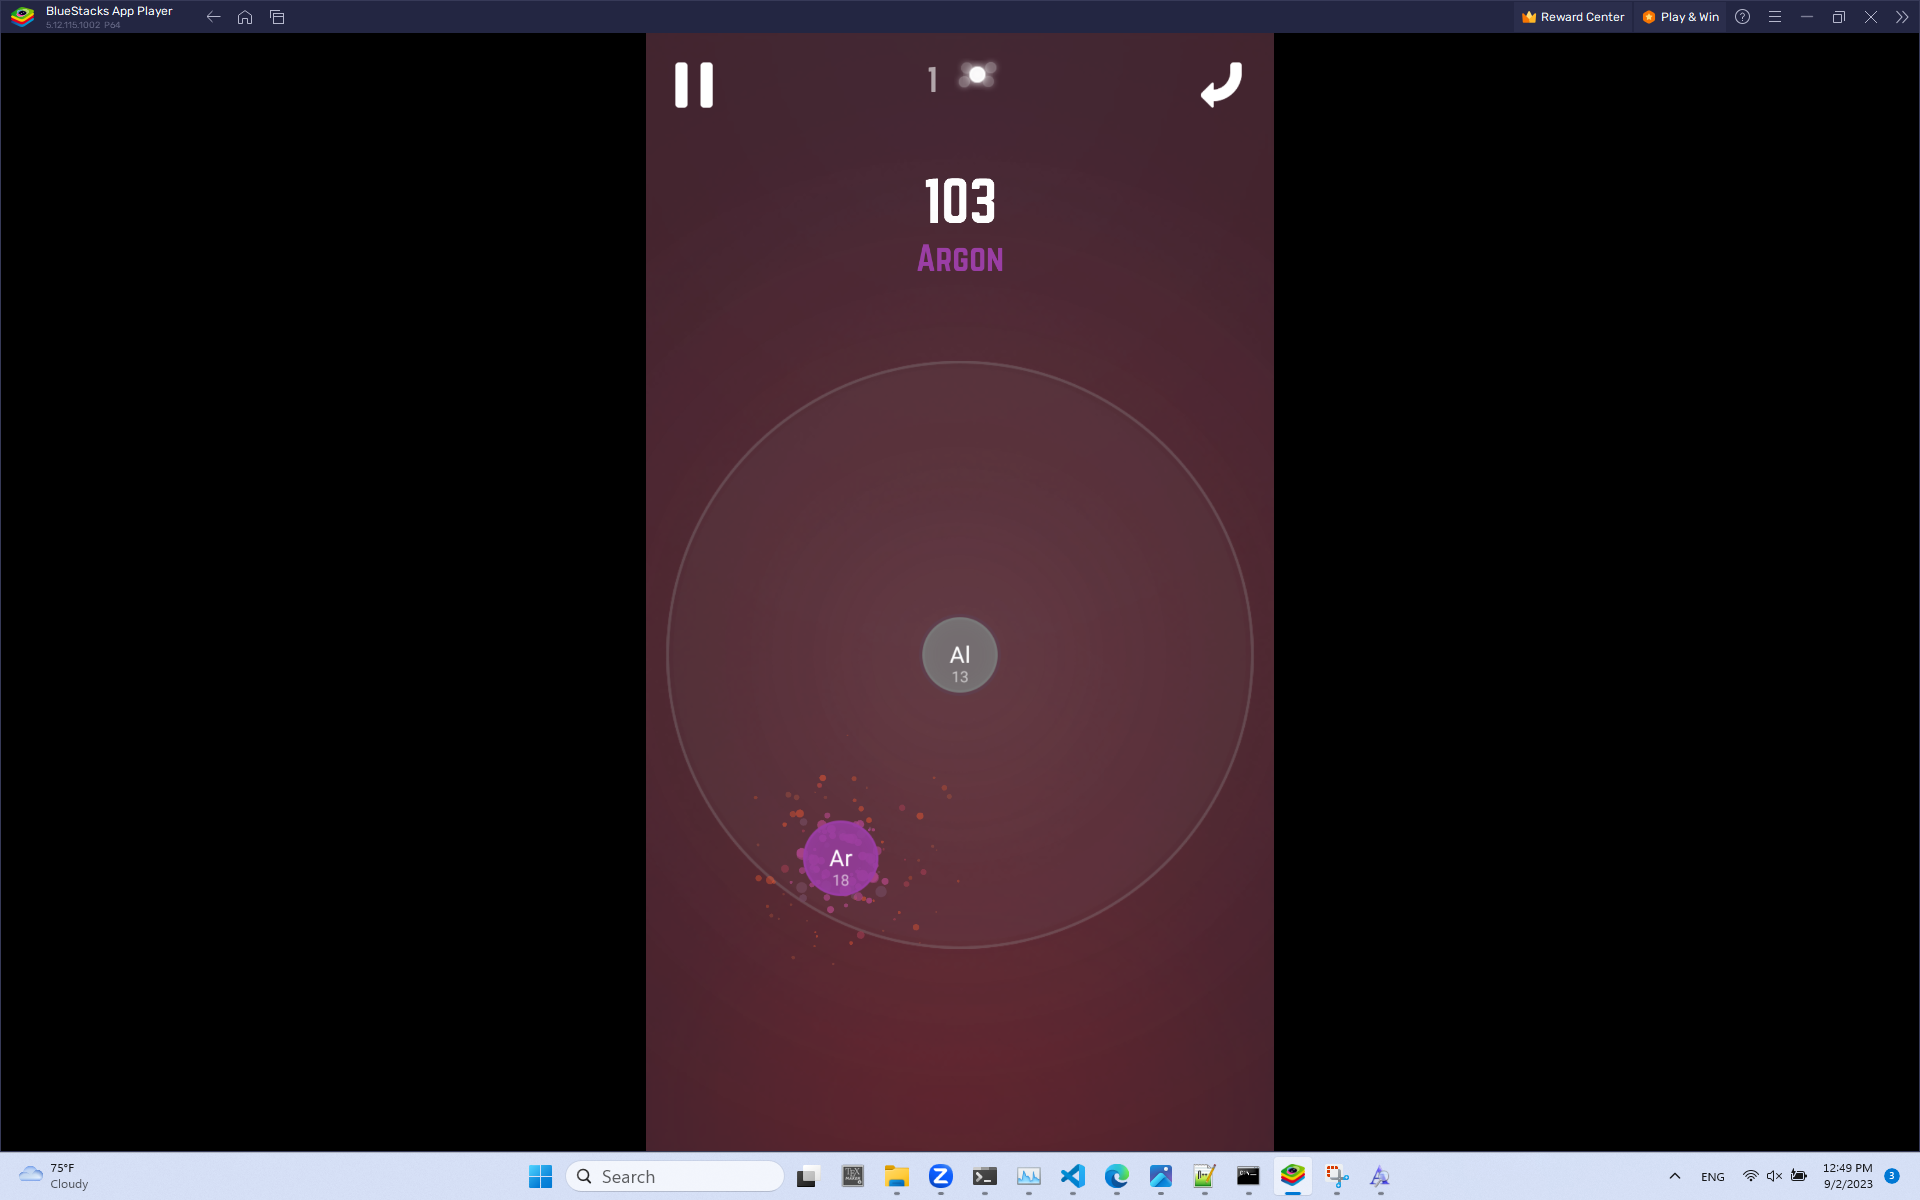 BlueStacks App Player
5.12.115.1002 P64
Reward Center
Play & Win
1
103
ARGON
Al
13
Ar
18
75°F
Cloudy
Search
ENG
12:49 PM
9/2/2023
3